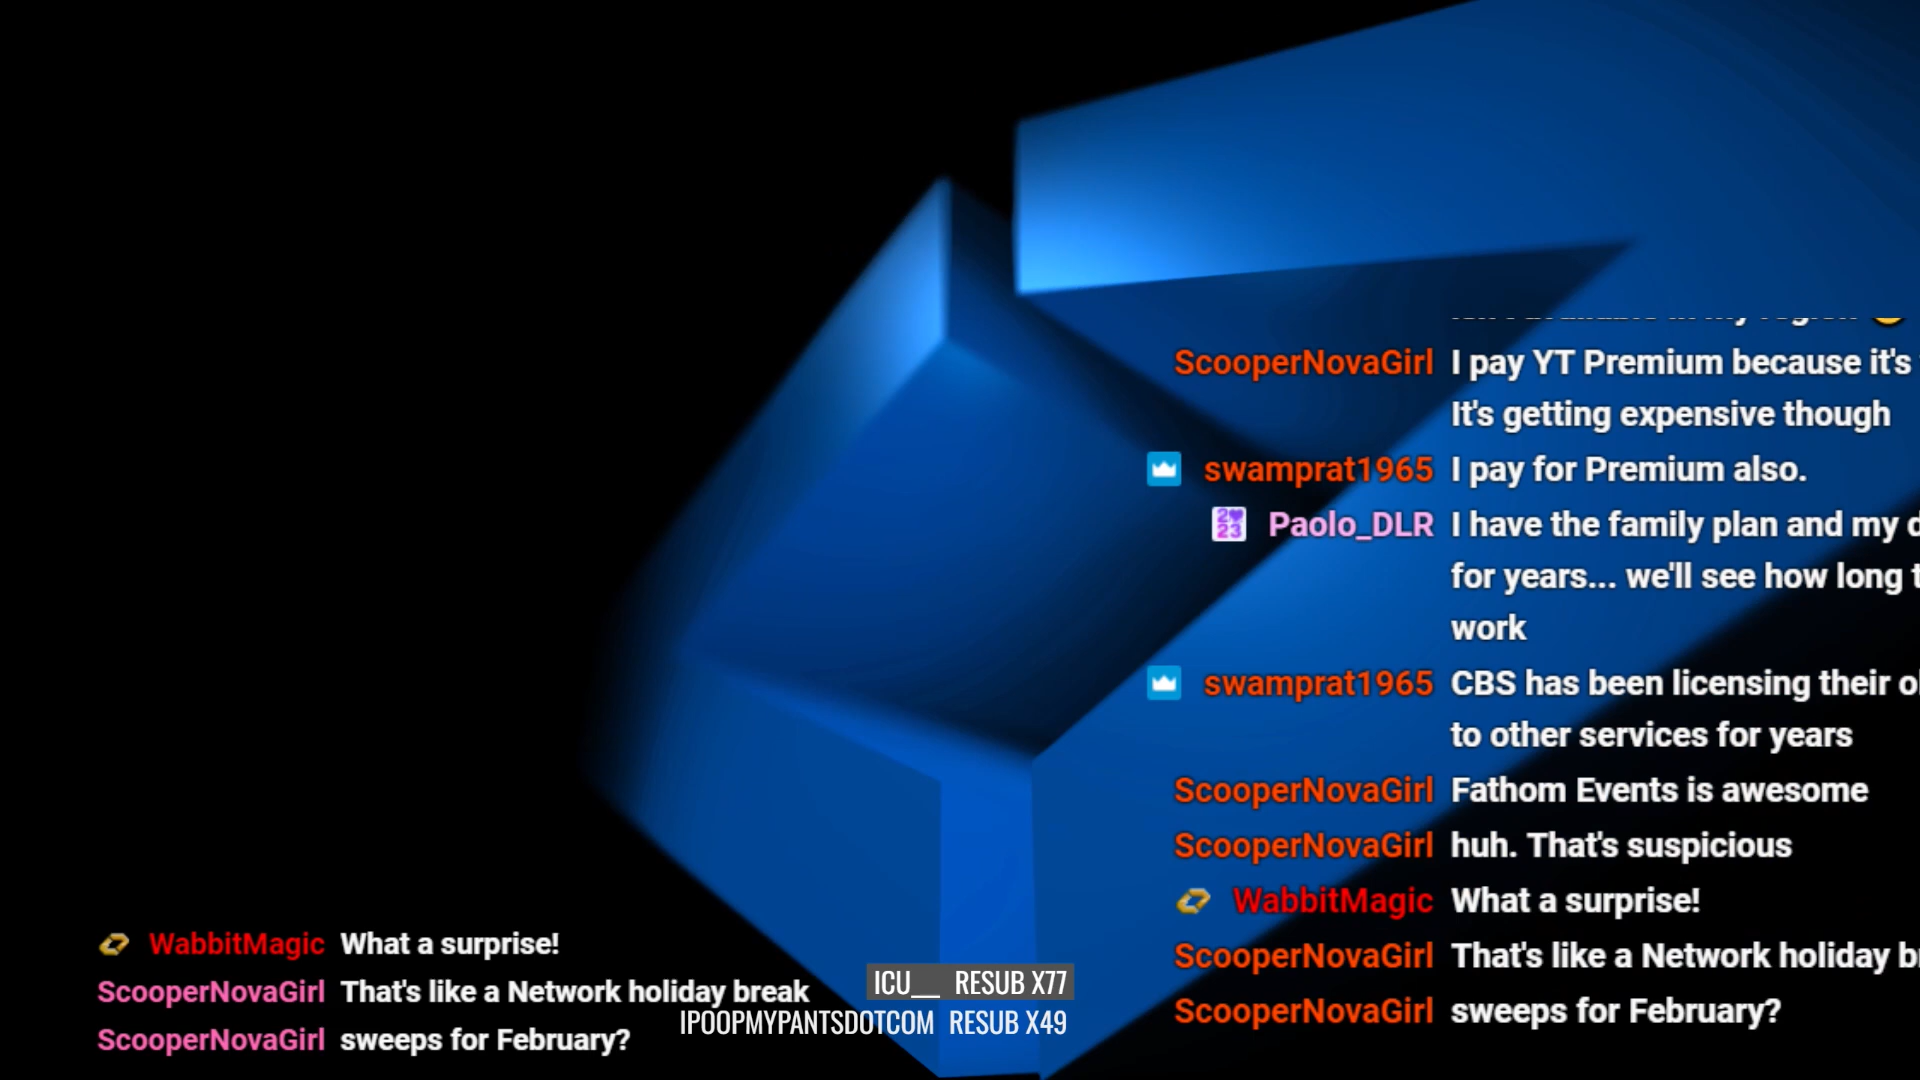 ScooperNovaGirl I pay YT Premium because it's
It's getting expensive though
swamprat1965 I pay for Premium also.
Paolo_DLR I have the family plan and my
for years... we'll see how long
work
swamprat1965 CBS has been licensing their
to other services for years
ScooperNovaGirl Fathom Events is awesome
ScooperNovaGirl huh. That's suspicious
WabbitMagic What a surprise!
ScooperNovaGirl That's like a Network holiday
ScooperNovaGirl sweeps for February?
WabbitMagic What a surprise!
ScooperNovaGirl That's like a Network holiday break
ScooperNovaGirl sweeps for February?
ICU__ RESUB X77
IPOOPMYPANTSDOTCOM RESUB X49